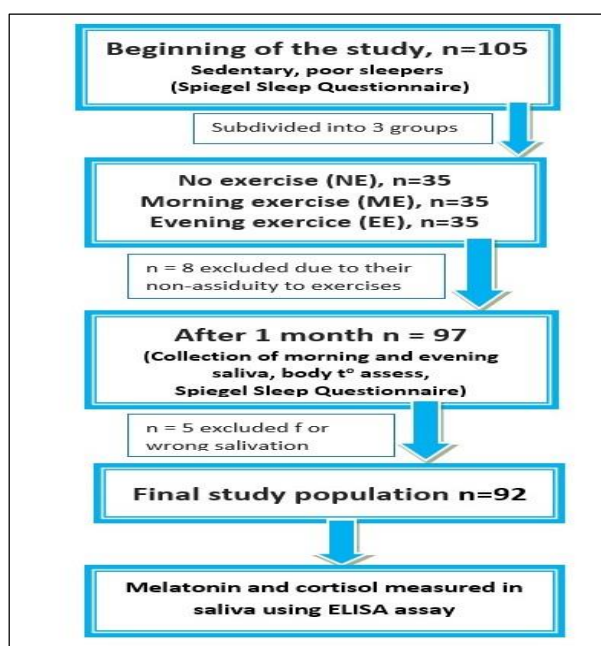 Beginning of the study, n=105
Sedentary, poor sleepers
(Spiegel Sleep Questionnaire)
Subdivided into 3 groups
No exercise (NE), n=35
Morning exercise (ME), n=35
Evening exercice (EE), n=35
n = 8 excluded due to their
non-assiduity to exercises
After 1 month n = 97
(Collection of morning and evening
saliva, body t° assess,
Spiegel Sleep Questionnaire)
n = 5 excluded f or
wrong salivation
Final study population n=92
Melatonin and cortisol measured in
saliva using ELISA assay